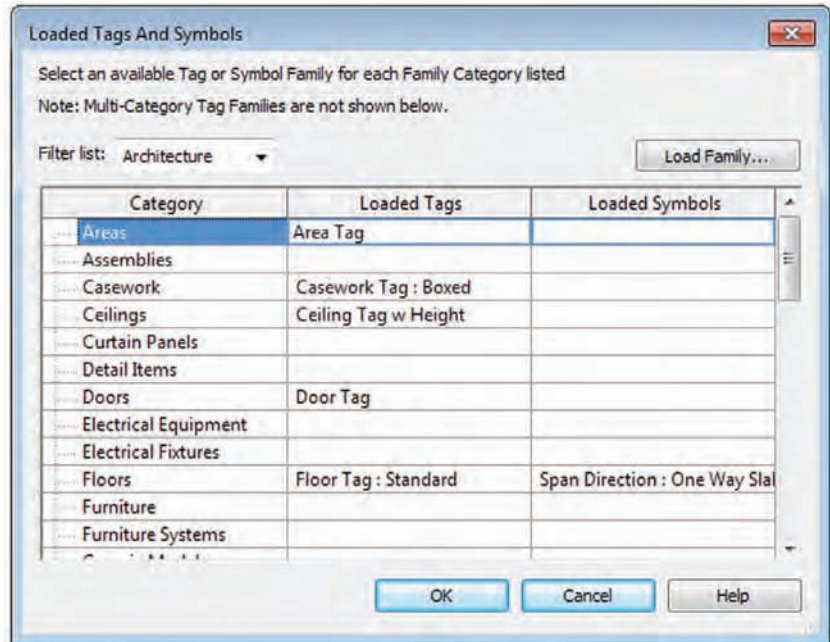 Loaded Tags And Symbols
Select an available Tag or Symbol Family for each Family Category listed
Note: Multi-Category Tag Families are not shown below.
Filter list: Architecture Load Family...
Category Loaded Tags Loaded Symbols
Areas Area Tag
Assemblies
Casework Casework Tag : Boxed
Ceilings Ceiling Tag w Height
Curtain Panels
Detail Items
Doors Door Tag
Electrical Equipment
Electrical Fixtures
Floors Floor Tag : Standard Span Direction : One Way Slal
Furniture
Furniture Systems
OK Cancel Help